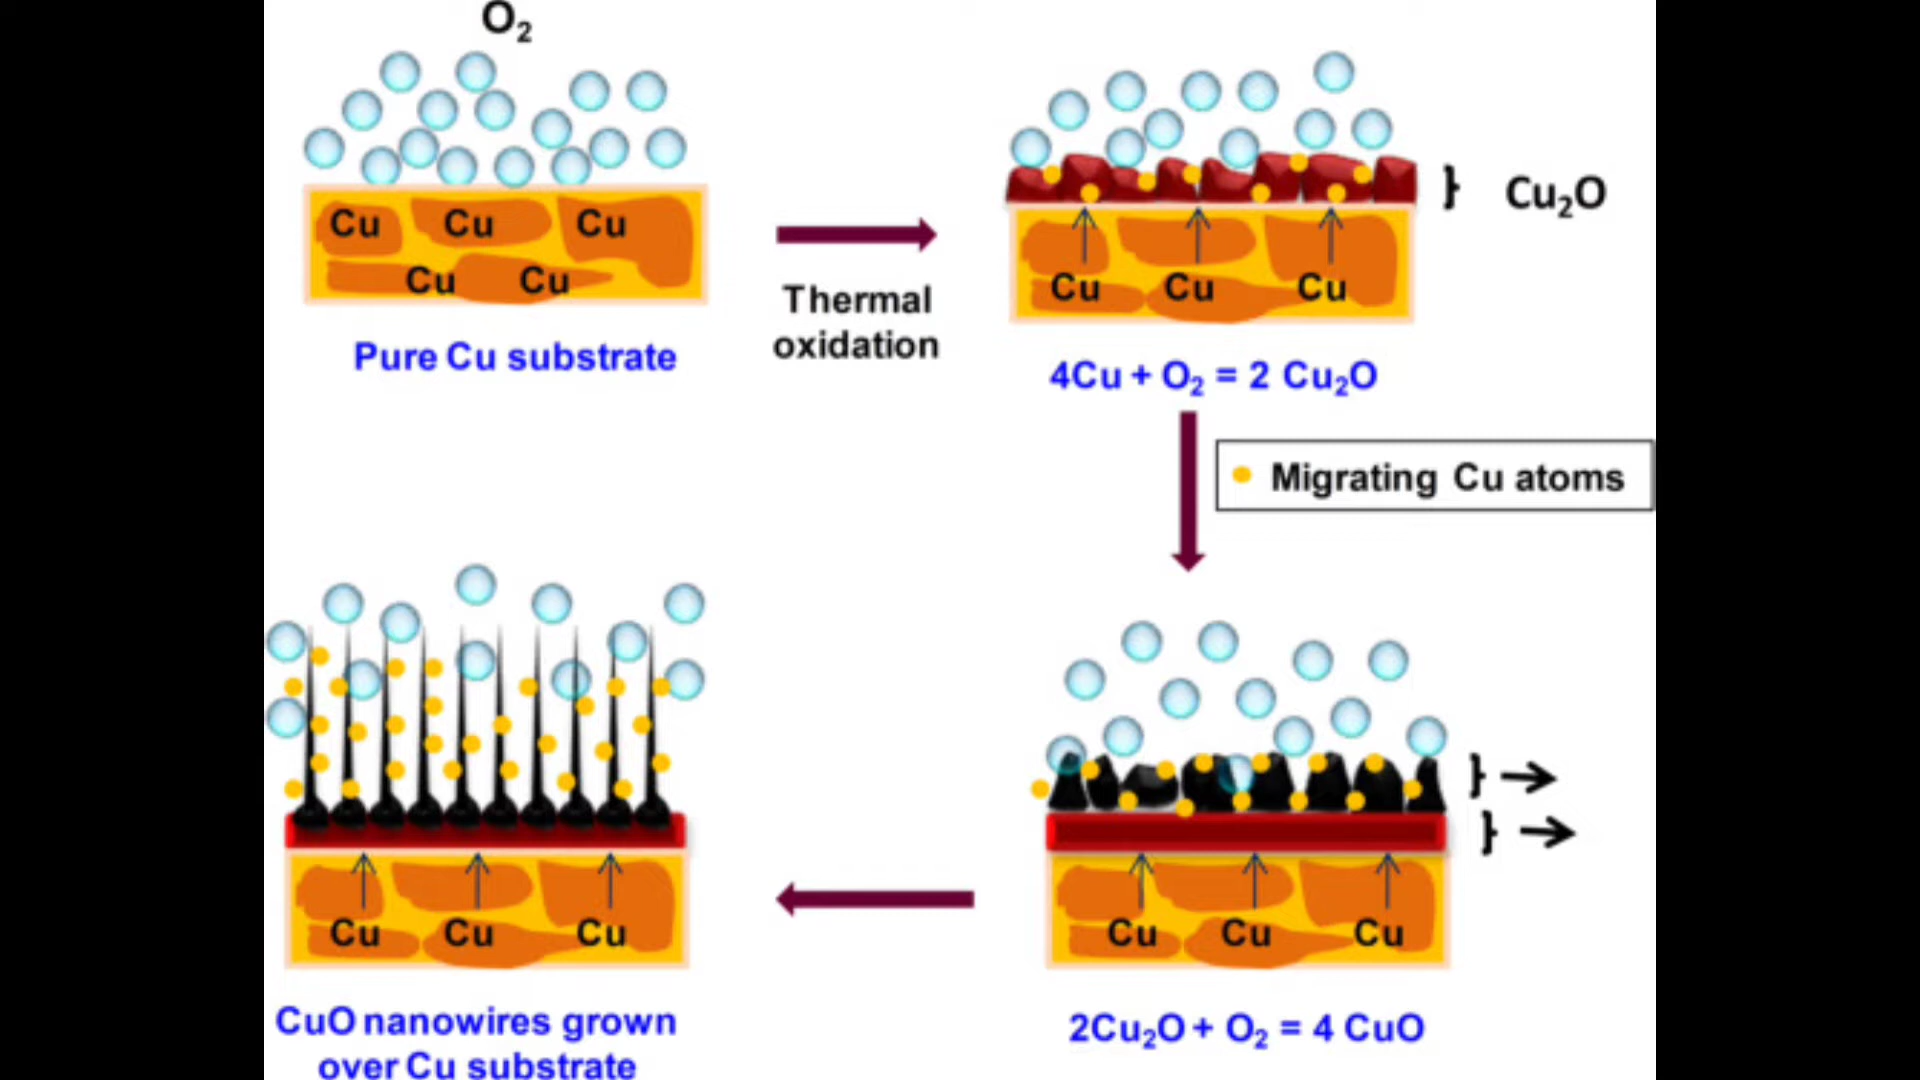 O₂
Cu Cu Cu
Cu Cu
Pure Cu substrate
Thermal
oxidation
} Cu₂O
Cu Cu Cu
4Cu + O₂ = 2 Cu₂O
Migrating Cu atoms
} →
} →
Cu Cu Cu
2Cu₂O + O₂ = 4 CuO
Cu Cu Cu
CuO nanowires grown
over Cu substrate